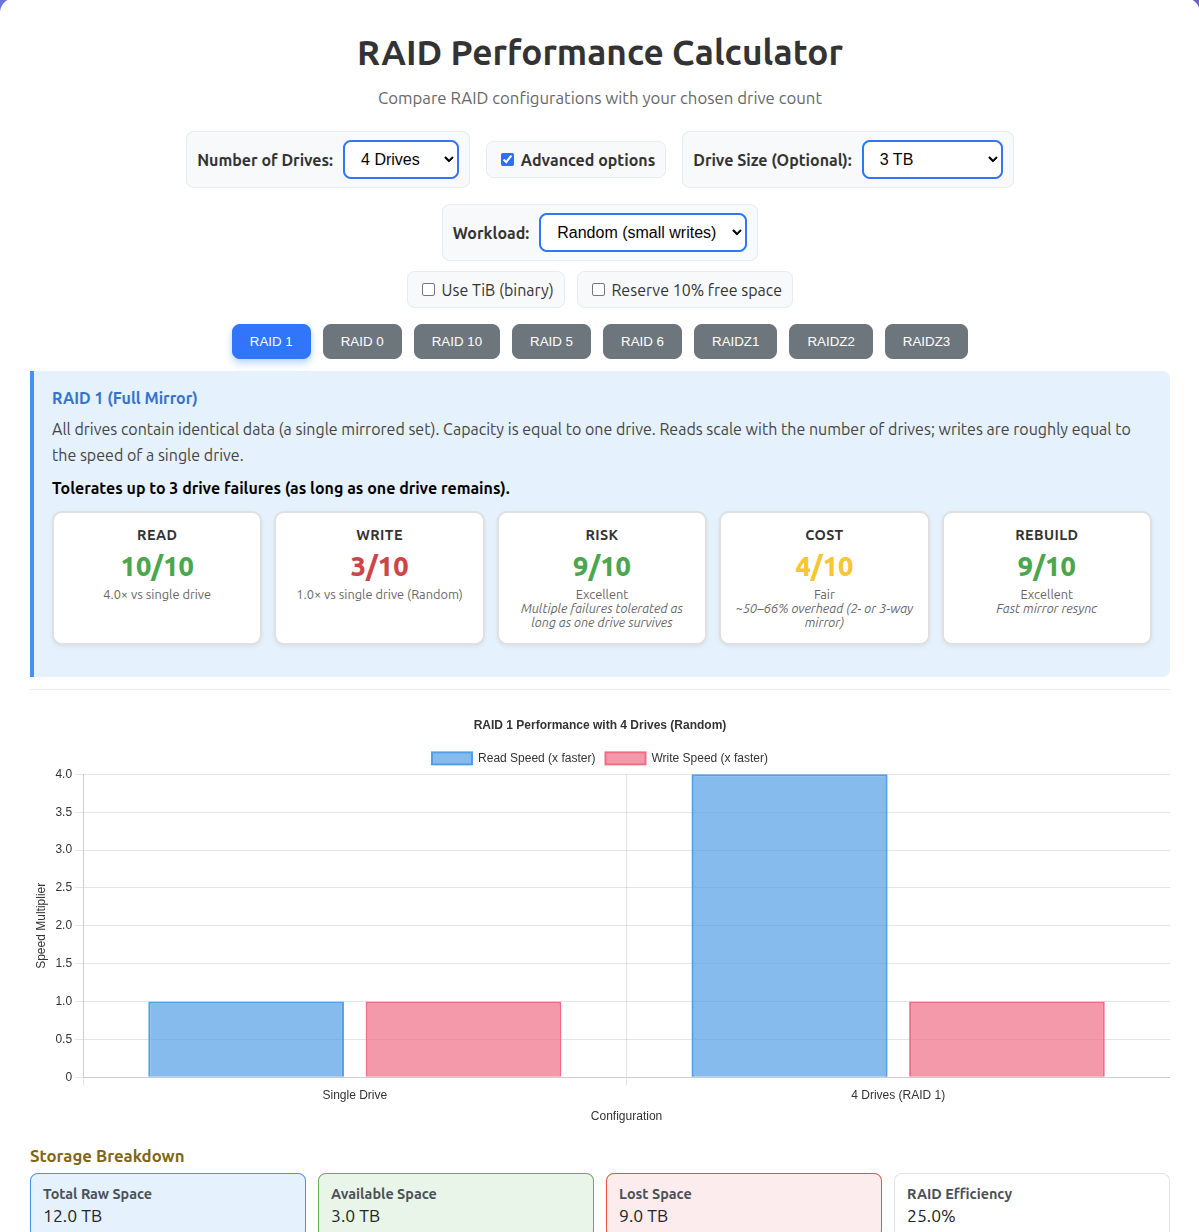 RAID Performance Calculator
Compare RAID configurations with your chosen drive count
Number of Drives: 4 Drives Advanced options Drive Size (Optional): 3 TB
Workload: Random (small writes)
Use TiB (binary) Reserve 10% free space
RAID 1 RAID 0 RAID 10 RAID 5 RAID 6 RAIDZ1 RAIDZ2 RAIDZ3
RAID 1 (Full Mirror)
All drives contain identical data (a single mirrored set). Capacity is equal to one drive. Reads scale with the number of drives; writes are roughly equal to
the speed of a single drive.
Tolerates up to 3 drive failures (as long as one drive remains).
READ
10/10
4.0× vs single drive
WRITE
3/10
1.0× vs single drive (Random)
RISK
9/10
Excellent
Multiple failures tolerated as
long as one drive survives
COST
4/10
Fair
~50–66% overhead (2- or 3-way
mirror)
REBUILD
9/10
Excellent
Fast mirror resync
RAID 1 Performance with 4 Drives (Random)
Read Speed (x faster) Write Speed (x faster)
4.0
3.5
3.0
2.5
2.0
1.5
1.0
0.5
0
Speed Multiplier
Single Drive 4 Drives (RAID 1)
Configuration
Storage Breakdown
Total Raw Space
12.0 TB
Available Space
3.0 TB
Lost Space
9.0 TB
RAID Efficiency
25.0%